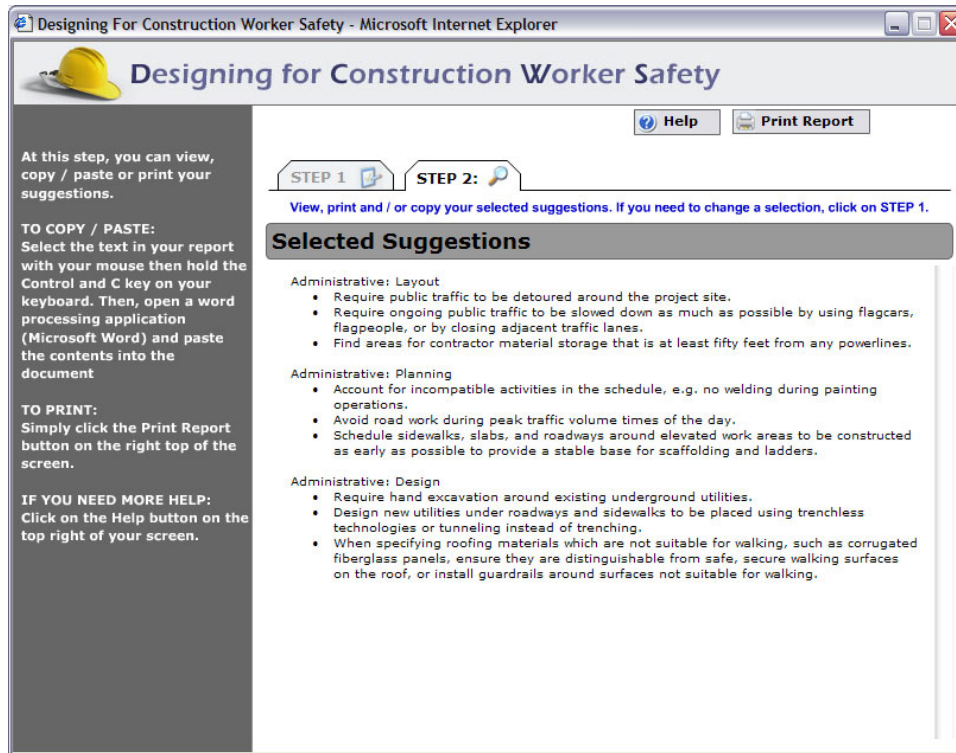 Designing For Construction Worker Safety - Microsoft Internet Explorer
Designing for Construction Worker Safety
Help
Print Report
At this step, you can view,
copy / paste or print your
suggestions.
TO COPY / PASTE:
Select the text in your report
with your mouse then hold the
Control and C key on your
keyboard. Then, open a word
processing application
(Microsoft Word) and paste
the contents into the
document
TO PRINT:
Simply click the Print Report
button on the right top of the
screen.
IF YOU NEED MORE HELP:
Click on the Help button on the
top right of your screen.
STEP 1
STEP 2:
View, print and / or copy your selected suggestions. If you need to change a selection, click on STEP 1.
Selected Suggestions
Administrative: Layout
• Require public traffic to be detoured around the project site.
• Require ongoing public traffic to be slowed down as much as possible by using flagcars,
flagpeople, or by closing adjacent traffic lanes.
• Find areas for contractor material storage that is at least fifty feet from any powerlines.
Administrative: Planning
• Account for incompatible activities in the schedule, e.g. no welding during painting
operations.
• Avoid road work during peak traffic volume times of the day.
• Schedule sidewalks, slabs, and roadways around elevated work areas to be constructed
as early as possible to provide a stable base for scaffolding and ladders.
Administrative: Design
• Require hand excavation around existing underground utilities.
• Design new utilities under roadways and sidewalks to be placed using trenchless
technologies or tunneling instead of trenching.
• When specifying roofing materials which are not suitable for walking, such as corrugated
fiberglass panels, ensure they are distinguishable from safe, secure walking surfaces
on the roof, or install guardrails around surfaces not suitable for walking.